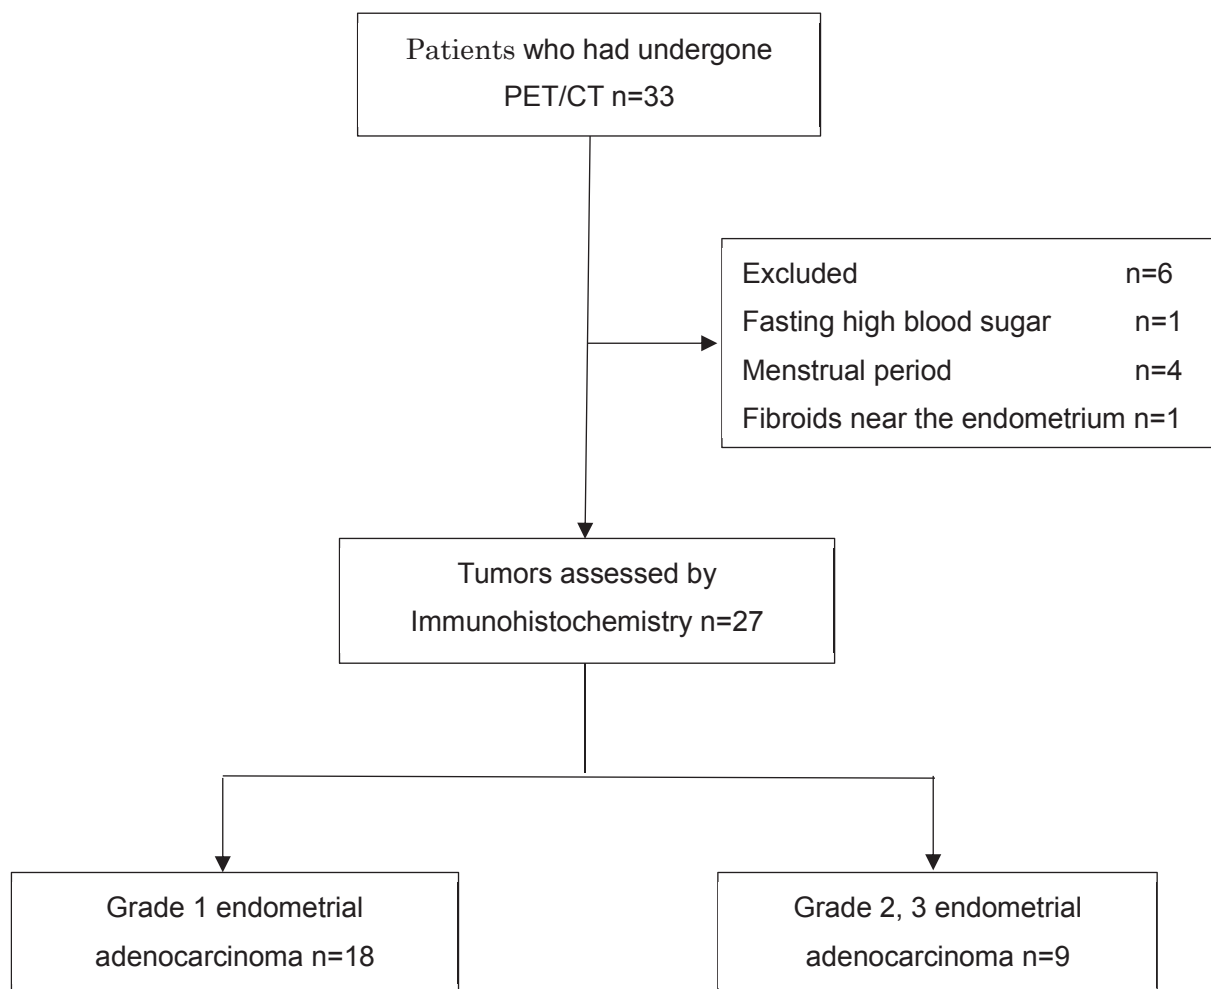 Patients who had undergone
PET/CT n=33
Excluded n=6
Fasting high blood sugar n=1
Menstrual period n=4
Fibroids near the endometrium n=1
Tumors assessed by
Immunohistochemistry n=27
Grade 1 endometrial
adenocarcinoma n=18
Grade 2, 3 endometrial
adenocarcinoma n=9